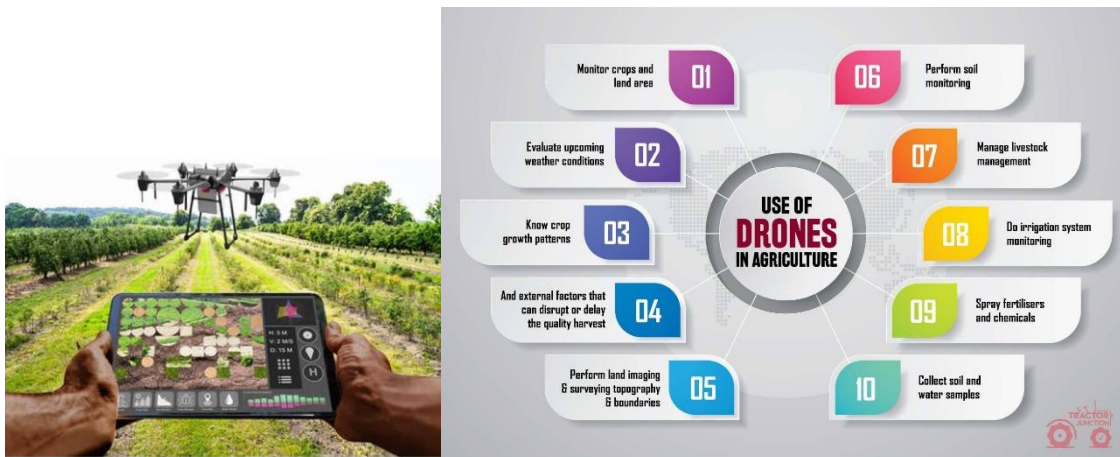 H: 5 M
V: 3 M/S
D: 15 M
H
01
Monitor crops and
land area
02
Evaluate upcoming
weather conditions
03
Know crop
growth patterns
04
And external factors that
can disrupt or delay
the quality harvest
05
Perform land imaging
& surveying topography
& boundaries
USE OF
DRONES
IN AGRICULTURE
06
Perform soil
monitoring
07
Manage livestock
management
08
Do irrigation system
monitoring
09
Spray fertilisers
and chemicals
10
Collect soil and
water samples
TRACTOR
JUNCTION